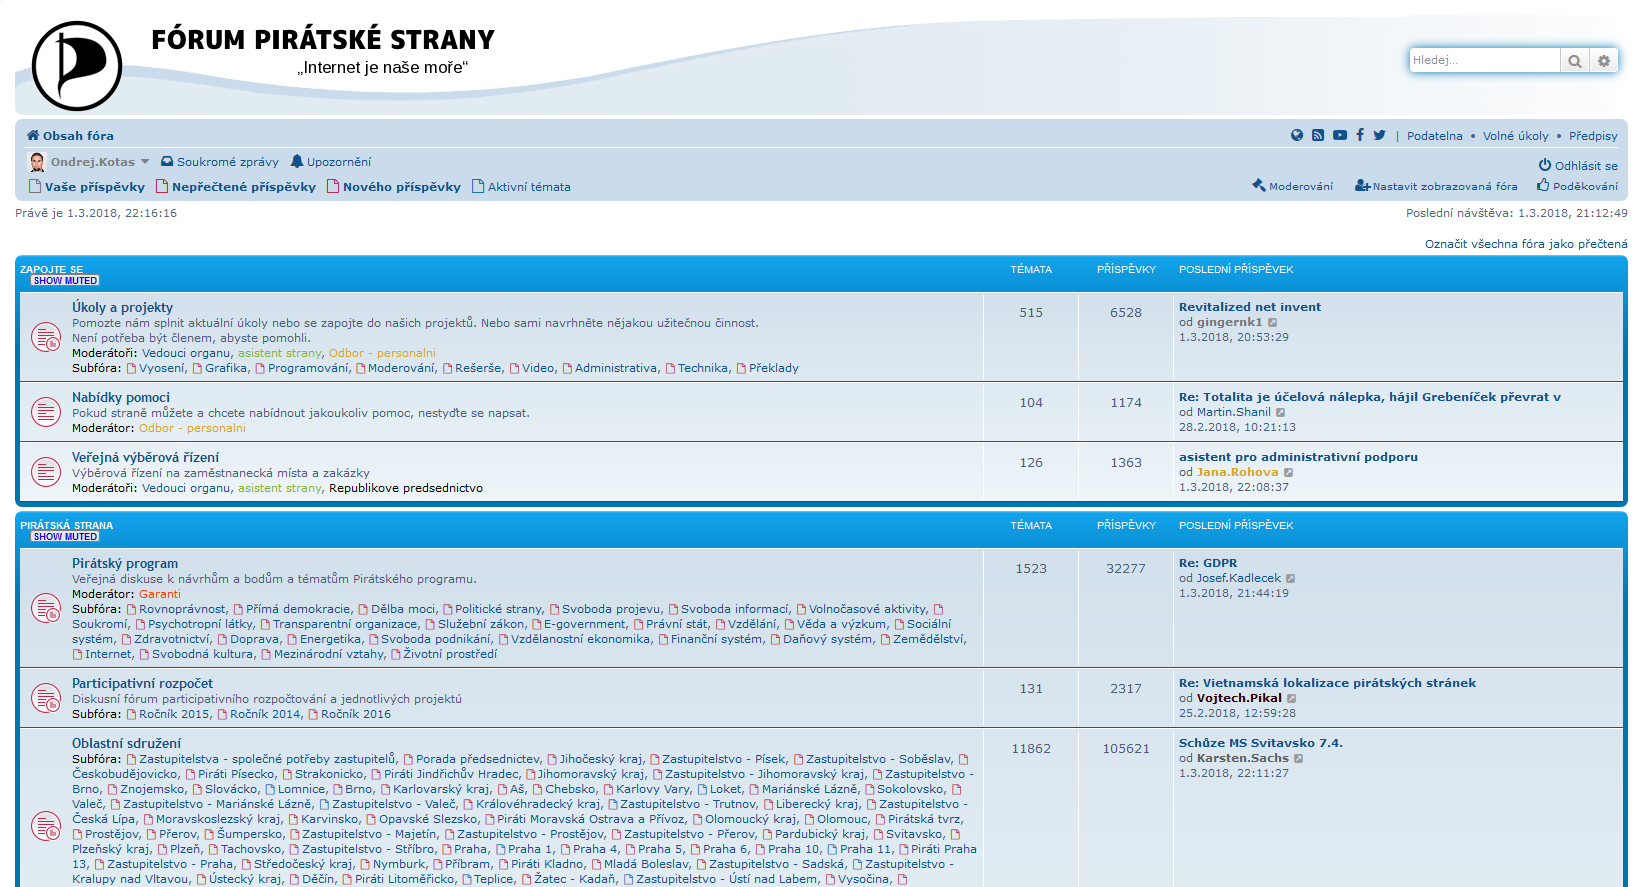 FÓRUM PIRÁTSKÉ STRANY
„Internet je naše moře“
Hledej...
Obsah fóra
| Podatelna • Volné úkoly • Předpisy
Ondrej.Kotas Soukromé zprávy Upozornění
Odhlásit se
Vaše příspěvky Nepřečtené příspěvky Nového příspěvky Aktivní témata
Moderování Nastavit zobrazovaná fóra Poděkování
Právě je 1.3.2018, 22:16:16
Poslední návštěva: 1.3.2018, 21:12:49
Označit všechna fóra jako přečtená
ZAPOJTE SE TÉMATA PŘÍSPĚVKY POSLEDNÍ PŘÍSPĚVEK
SHOW MUTED
Úkoly a projekty
Pomozte nám splnit aktuální úkoly nebo se zapojte do našich projektů. Nebo sami navrhněte nějakou užitečnou činnost.
Není potřeba být členem, abyste pomohli.
Moderátoři: Vedouci organu, asistent strany, Odbor - personalni
Subfóra: Vyosení, Grafika, Programování, Moderování, Rešerše, Video, Administrativa, Technika, Překlady
515
6528
Revitalized net invent
od gingernk1
1.3.2018, 20:53:29
Nabídky pomoci
Pokud straně můžete a chcete nabídnout jakoukoliv pomoc, nestyďte se napsat.
Moderátor: Odbor - personalni
104
1174
Re: Totalita je účelová nálepka, hájil Grebeníček převrat v
od Martin.Shanil
28.2.2018, 10:21:13
Veřejná výběrová řízení
Výběrová řízení na zaměstnanecká místa a zakázky
Moderátoři: Vedouci organu, asistent strany, Republikove predsednictvo
126
1363
asistent pro administrativní podporu
od Jana.Rohova
1.3.2018, 22:08:37
PIRÁTSKÁ STRANA TÉMATA PŘÍSPĚVKY POSLEDNÍ PŘÍSPĚVEK
SHOW MUTED
Pirátský program
Veřejná diskuse k návrhům a bodům a tématům Pirátského programu.
Moderátor: Garanti
Subfóra: Rovnoprávnost, Přímá demokracie, Dělba moci, Politické strany, Svoboda projevu, Svoboda informací, Volnočasové aktivity,
Soukromí, Psychotropní látky, Transparentní organizace, Služební zákon, E-government, Právní stát, Vzdělání, Věda a výzkum, Sociální
systém, Zdravotnictví, Doprava, Energetika, Svoboda podnikání, Vzdělanostní ekonomika, Finanční systém, Daňový systém, Zemědělství,
Internet, Svobodná kultura, Mezinárodní vztahy, Životní prostředí
1523
32277
Re: GDPR
od Josef.Kadlecek
1.3.2018, 21:44:19
Participativní rozpočet
Diskusní fórum participativního rozpočtování a jednotlivých projektů
Subfóra: Ročník 2015, Ročník 2014, Ročník 2016
131
2317
Re: Vietnamská lokalizace pirátských stránek
od Vojtech.Pikal
25.2.2018, 12:59:28
Oblastní sdružení
Subfóra: Zastupitelstva - společné potřeby zastupitelů, Porada předsednictev, Jihočeský kraj, Zastupitelstvo - Písek, Zastupitelstvo - Soběslav,
Českobudějovicko, Piráti Písecko, Strakonicko, Piráti Jindřichův Hradec, Jihomoravský kraj, Zastupitelstvo - Jihomoravský kraj, Zastupitelstvo -
Brno, Znojemsko, Slovácko, Lomnice, Brno, Karlovarský kraj, Aš, Chebsko, Karlovy Vary, Loket, Mariánské Lázně, Sokolovsko,
Valeč, Zastupitelstvo - Mariánské Lázně, Zastupitelstvo - Valeč, Královéhradecký kraj, Zastupitelstvo - Trutnov, Liberecký kraj, Zastupitelstvo -
Česká Lípa, Moravskoslezský kraj, Karvinsko, Opavské Slezsko, Piráti Moravská Ostrava a Přívoz, Olomoucký kraj, Olomouc, Pirátská tvrz,
Prostějov, Přerov, Šumpersko, Zastupitelstvo - Majetín, Zastupitelstvo - Prostějov, Zastupitelstvo - Přerov, Pardubický kraj, Svitavsko,
Plzeňský kraj, Plzeň, Tachovsko, Zastupitelstvo - Stříbro, Praha, Praha 1, Praha 4, Praha 5, Praha 6, Praha 10, Praha 11, Piráti Praha
13, Zastupitelstvo - Praha, Středočeský kraj, Nymburk, Příbram, Piráti Kladno, Mladá Boleslav, Zastupitelstvo - Sadská, Zastupitelstvo -
Kralupy nad Vltavou, Ústecký kraj, Děčín, Piráti Litoměřicko, Teplice, Žatec - Kadaň, Zastupitelstvo - Ústí nad Labem, Vysočina,
11862
105621
Schůze MS Svitavsko 7.4.
od Karsten.Sachs
1.3.2018, 22:11:27